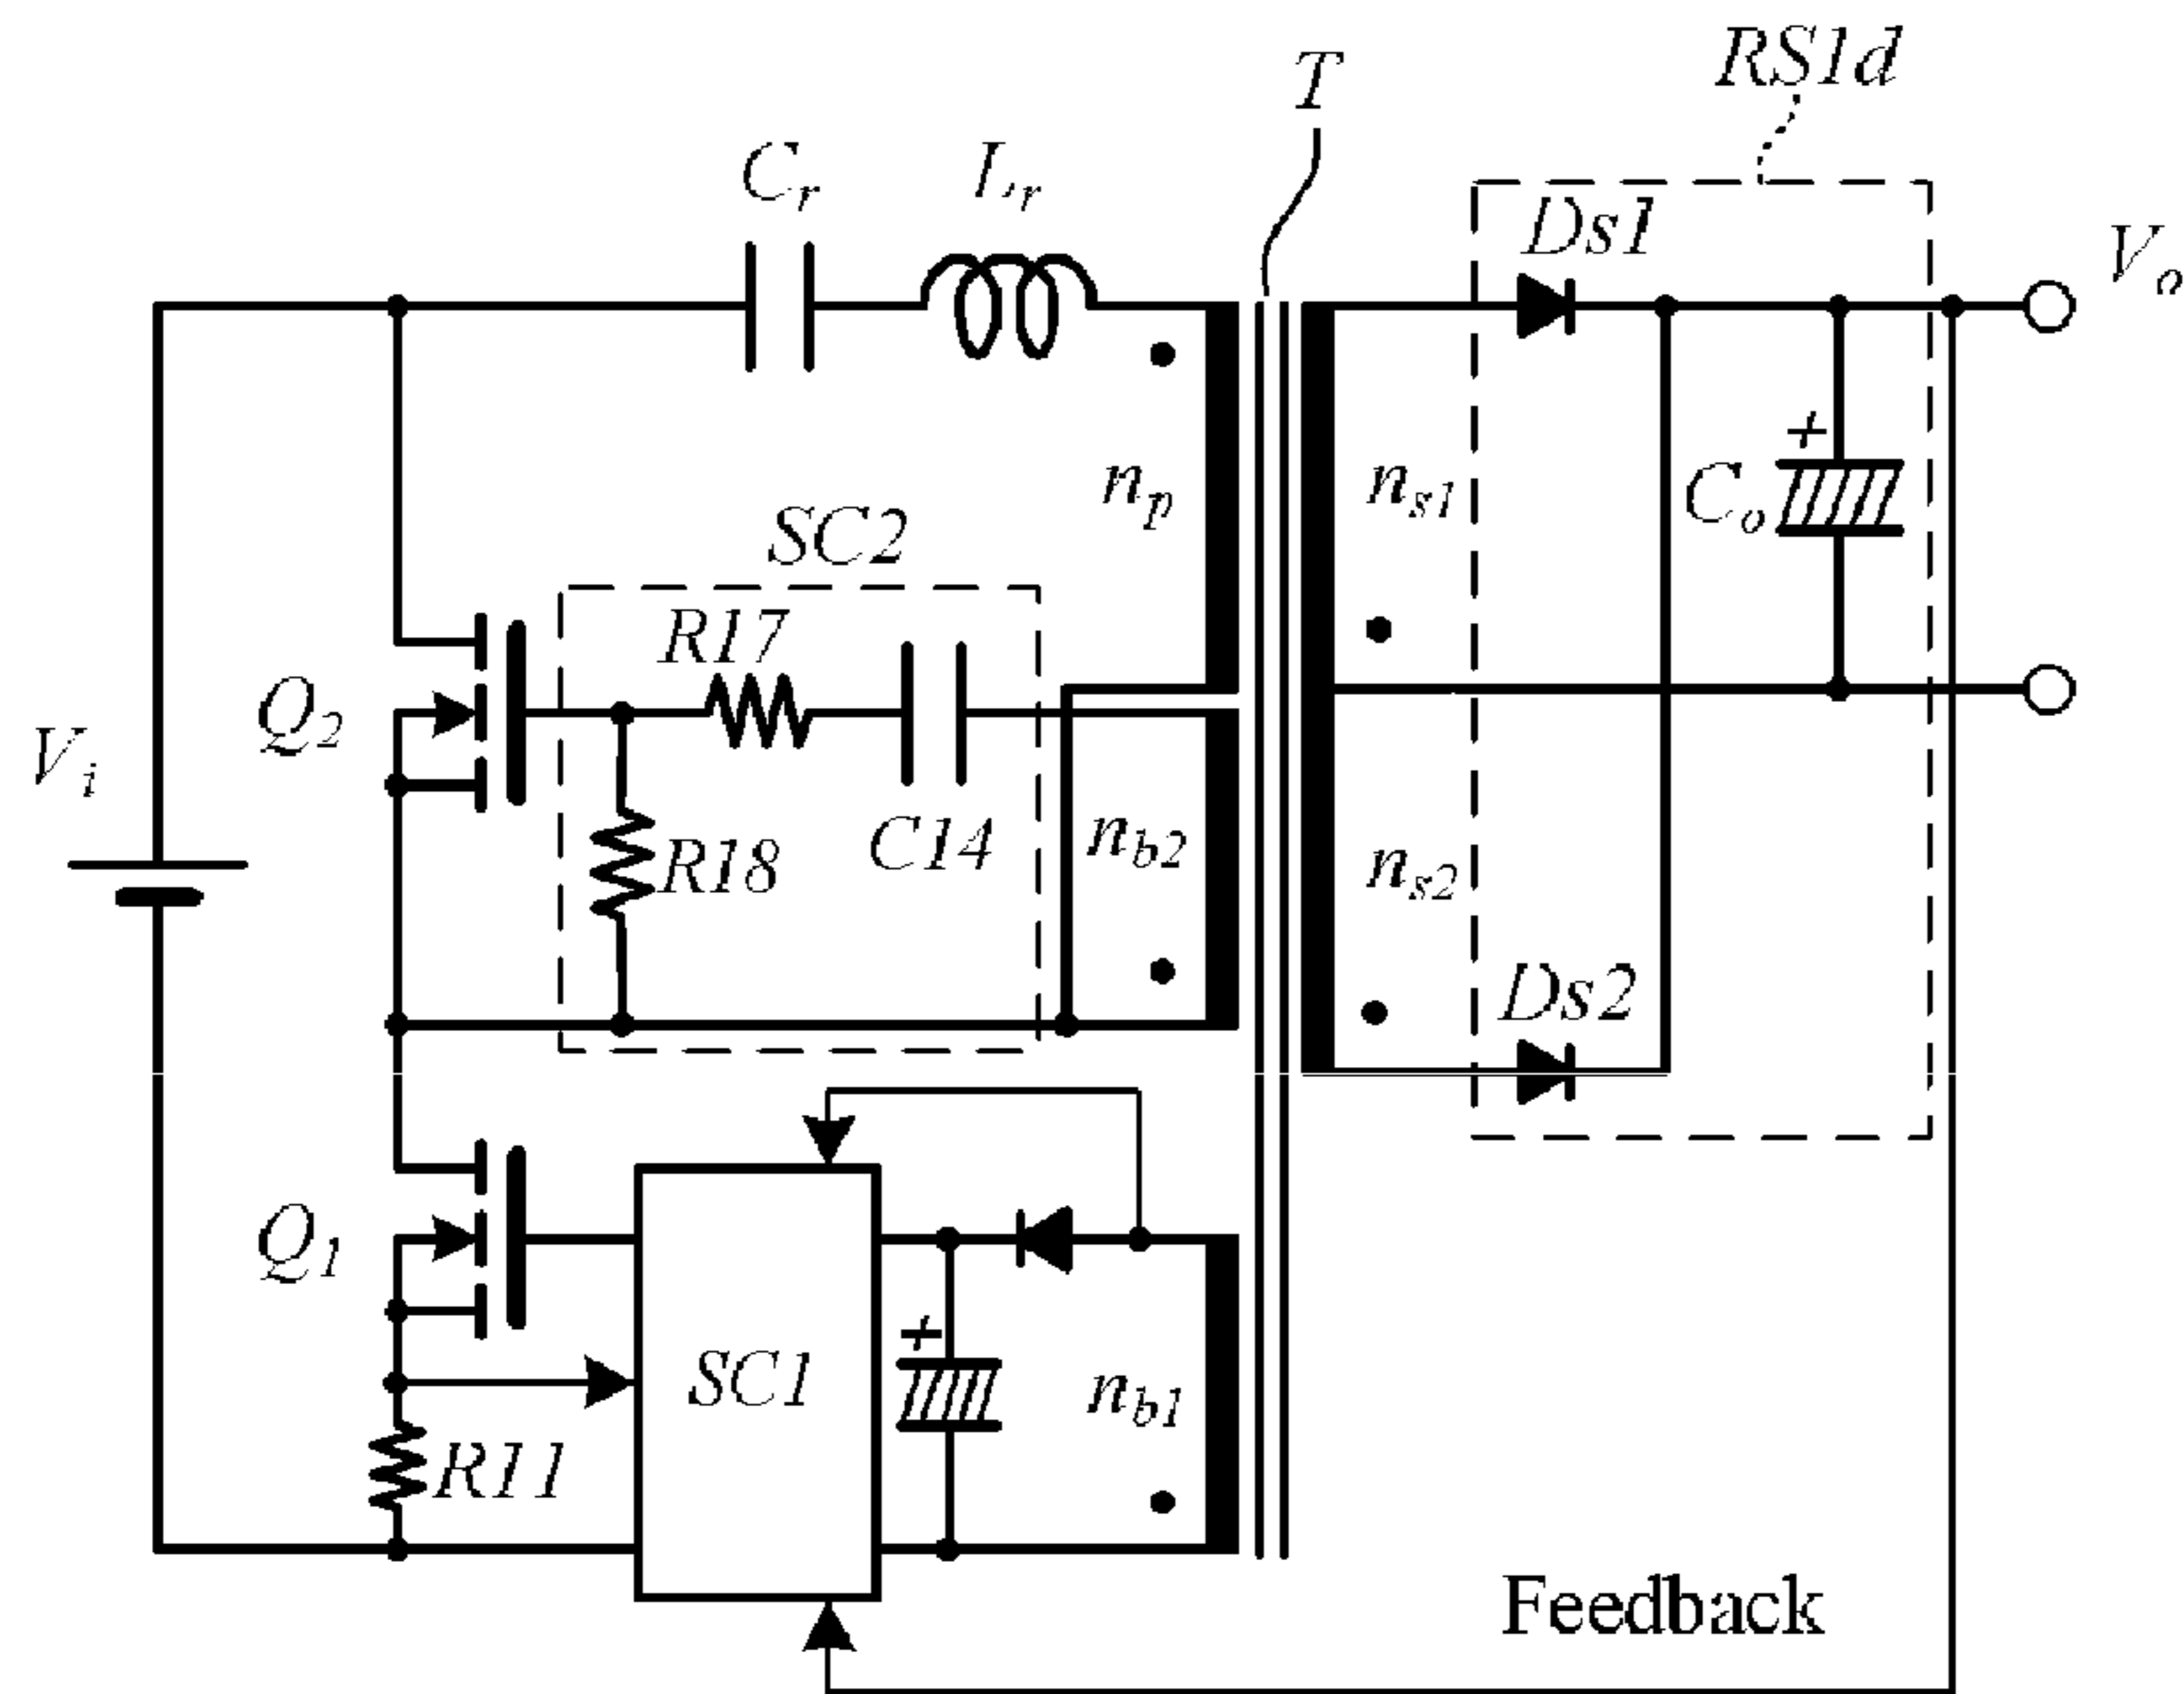 T
RS1d
Cr
Lr
Ds1
Vo
np
ns1
Co
+
SC2
R17
Q2
Vi
R18
C14
nb2
ns2
Ds2
Q1
SC1
+
nb1
R11
Feedback